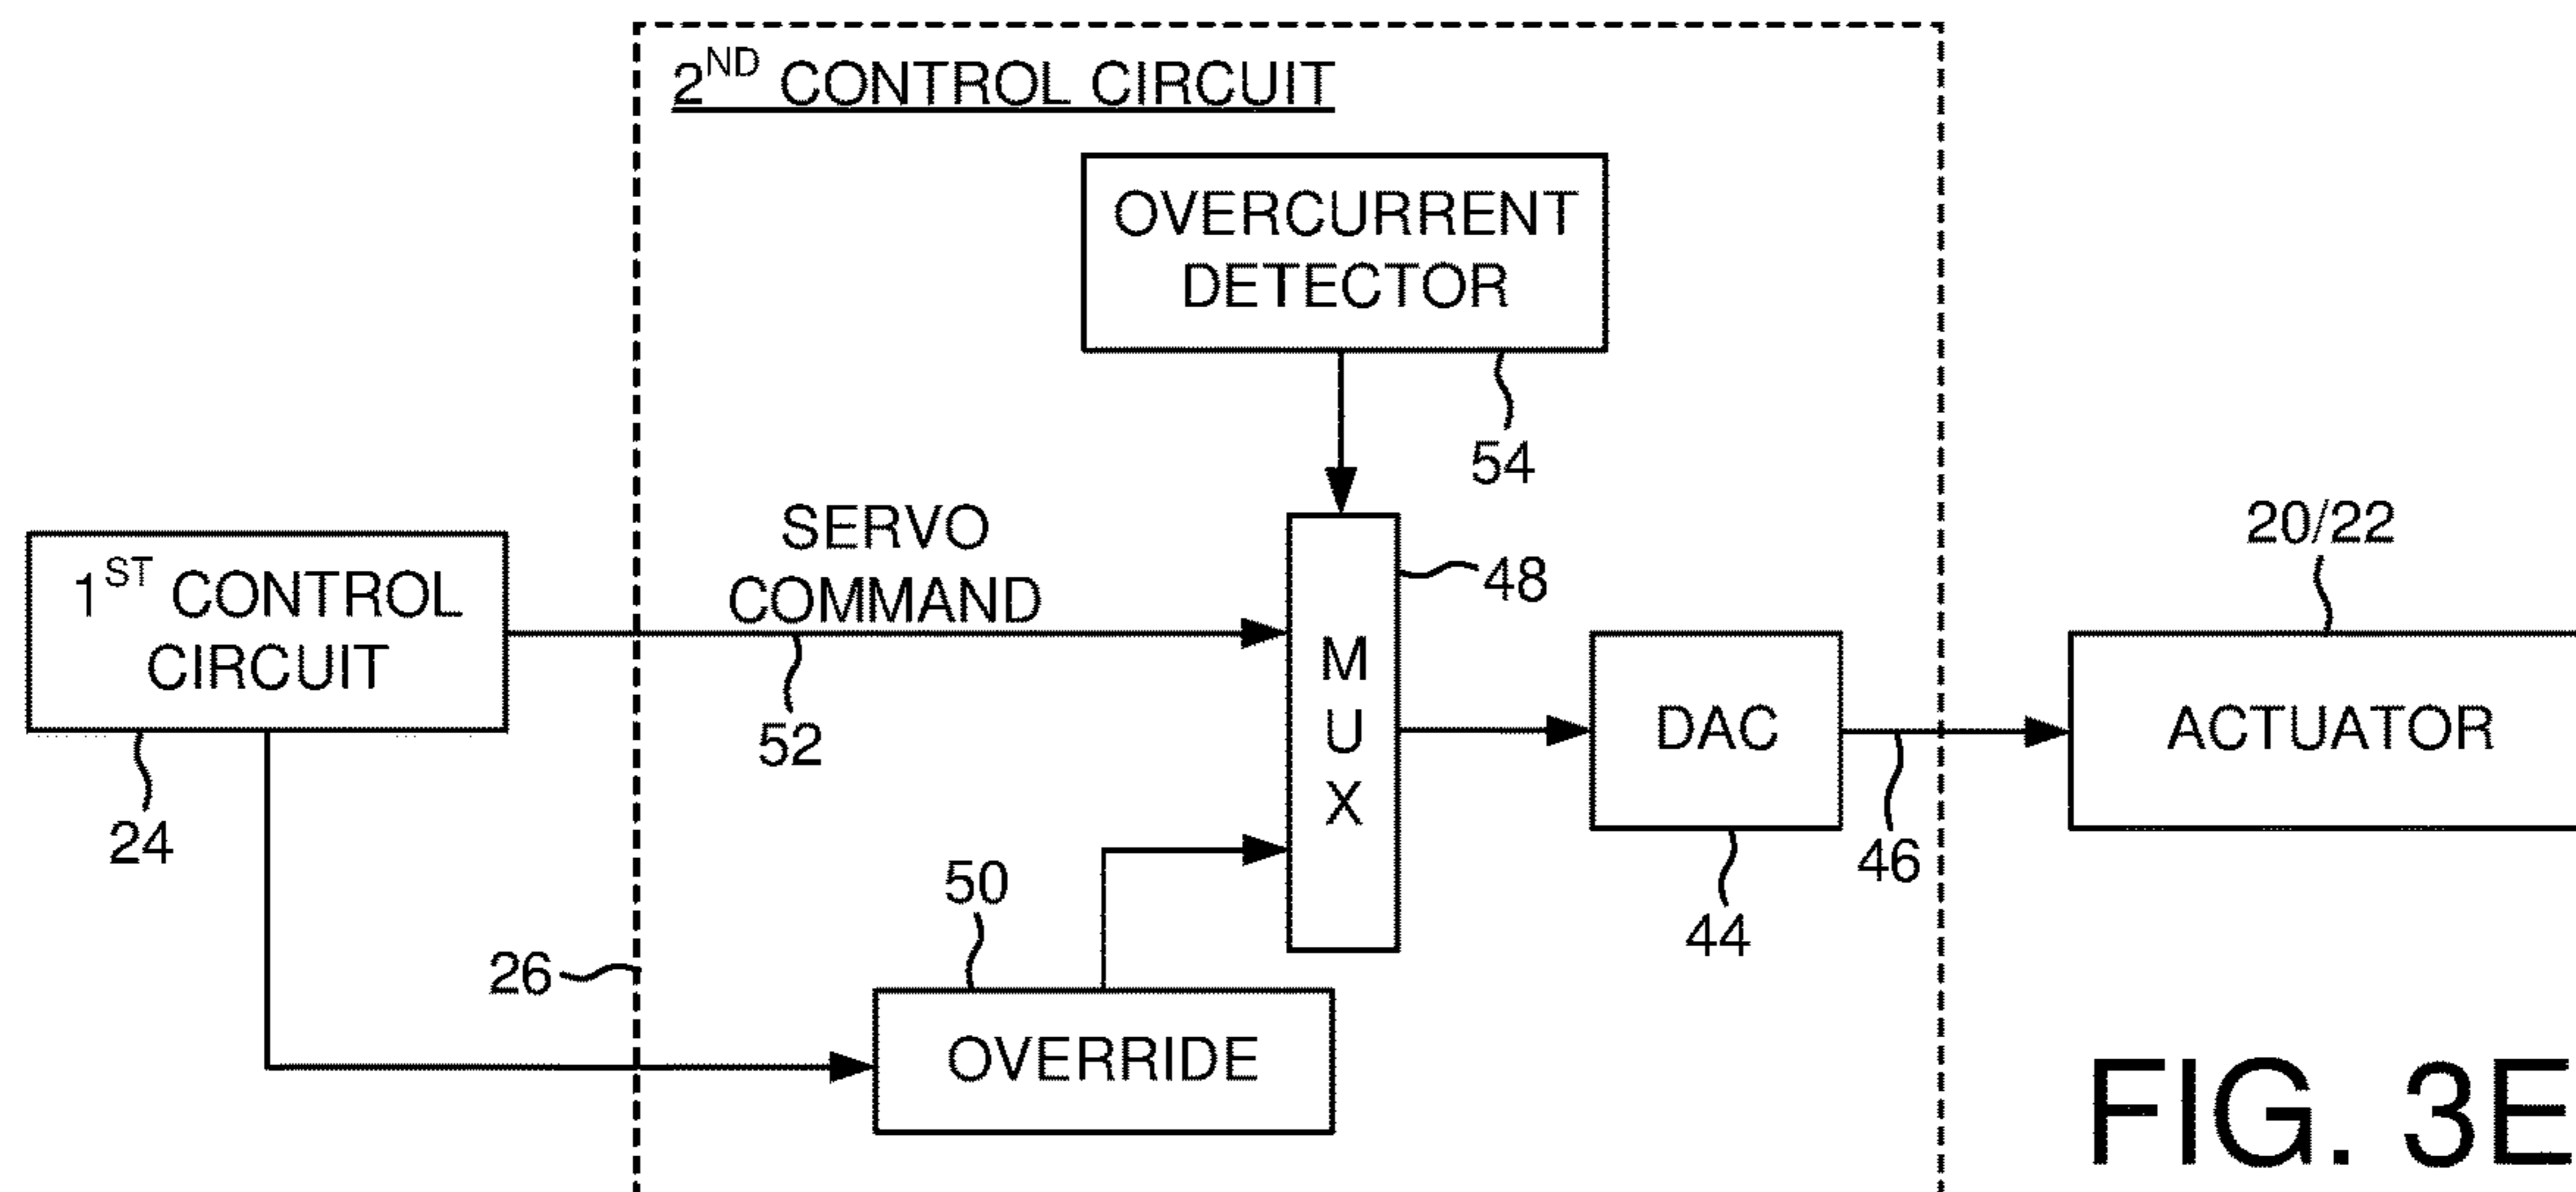 2ND CONTROL CIRCUIT
OVERCURRENT
DETECTOR
54
SERVO
COMMAND
52
1ST CONTROL
CIRCUIT
24
MUX
48
DAC
44
46
20/22
ACTUATOR
50
OVERRIDE
26
FIG. 3E